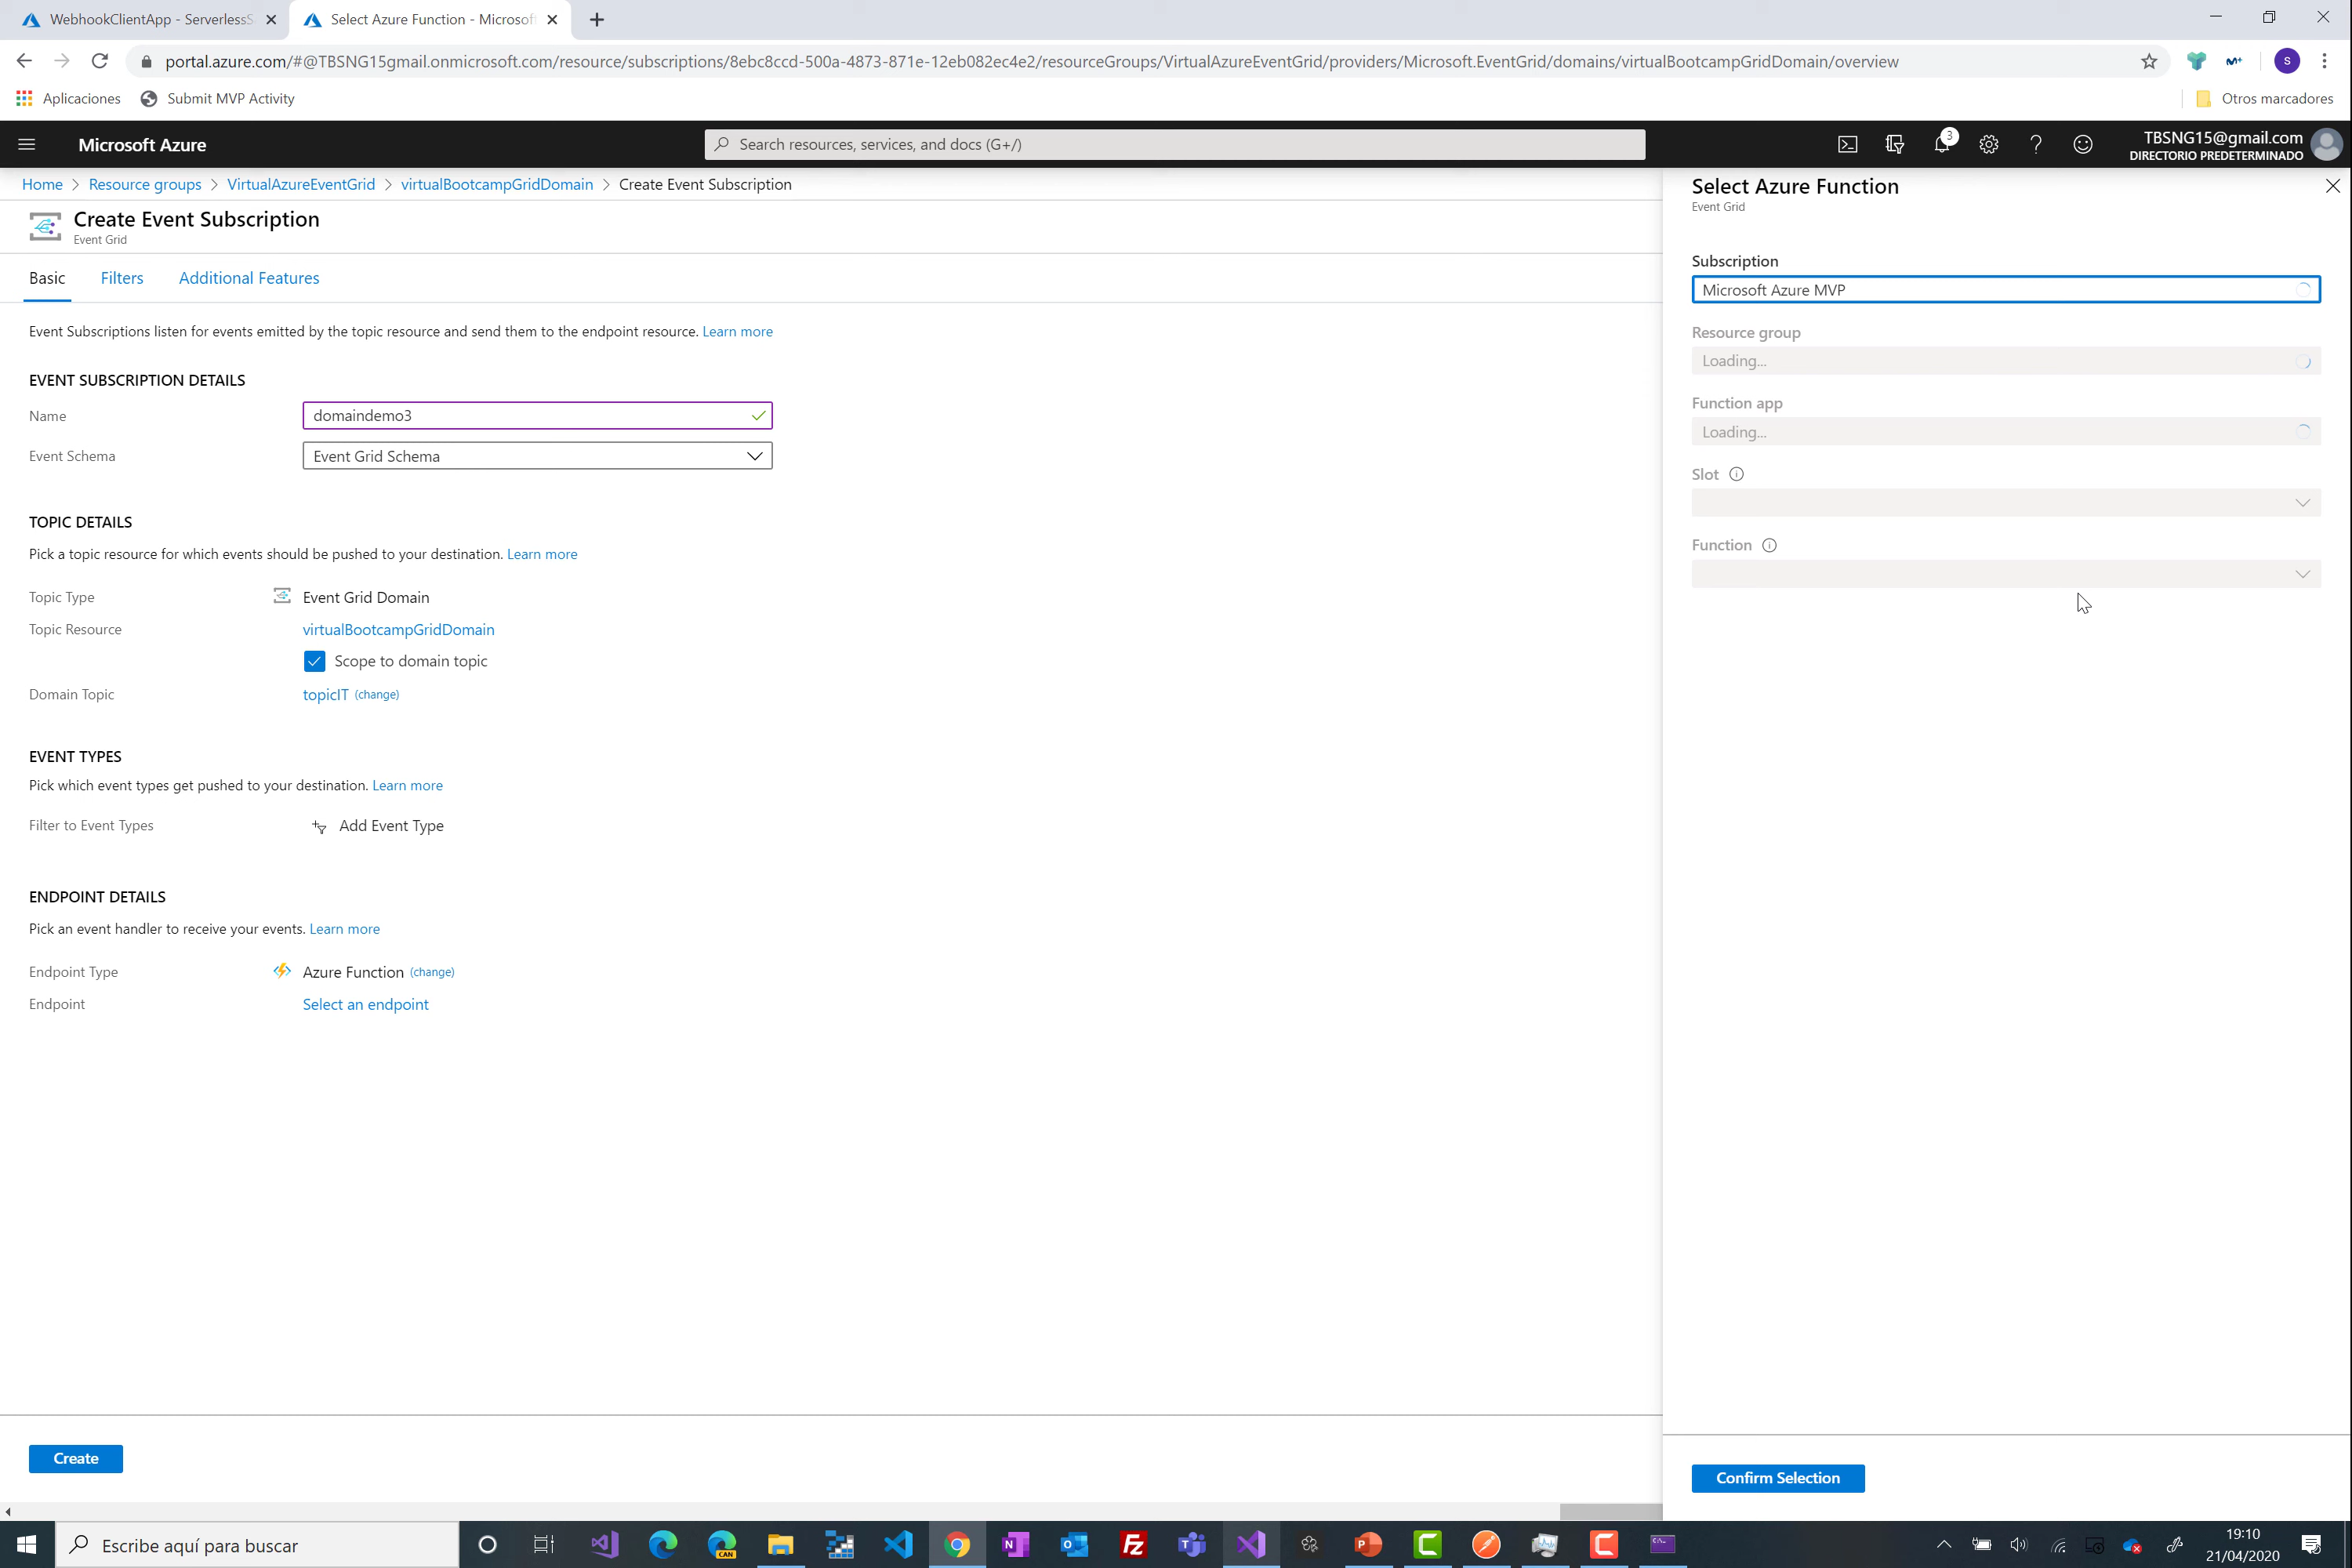 WebhookClientApp - ServerlessS
Select Azure Function - Microsoft
portal.azure.com/#@TBSNG15gmail.onmicrosoft.com/resource/subscriptions/8ebc8ccd-500a-4873-871e-12eb082ec4e2/resourceGroups/VirtualAzureEventGrid/providers/Microsoft.EventGrid/domains/virtualBootcampGridDomain/overview
S
Aplicaciones
Submit MVP Activity
Otros marcadores
Microsoft Azure
Search resources, services, and docs (G+/)
3
TBSNG15@gmail.com
DIRECTORIO PREDETERMINADO
Home > Resource groups > VirtualAzureEventGrid > virtualBootcampGridDomain > Create Event Subscription
Create Event Subscription
Event Grid
Basic
Filters
Additional Features
Event Subscriptions listen for events emitted by the topic resource and send them to the endpoint resource. Learn more
EVENT SUBSCRIPTION DETAILS
Name
domaindemo3
Event Schema
Event Grid Schema
TOPIC DETAILS
Pick a topic resource for which events should be pushed to your destination. Learn more
Topic Type
Event Grid Domain
Topic Resource
virtualBootcampGridDomain
Scope to domain topic
Domain Topic
topicIT (change)
EVENT TYPES
Pick which event types get pushed to your destination. Learn more
Filter to Event Types
Add Event Type
ENDPOINT DETAILS
Pick an event handler to receive your events. Learn more
Endpoint Type
Azure Function (change)
Endpoint
Select an endpoint
Create
Select Azure Function
Event Grid
Subscription
Microsoft Azure MVP
Resource group
Loading...
Function app
Loading...
Slot
Function
Confirm Selection
Escribe aquí para buscar
CAN
19:10
21/04/2020